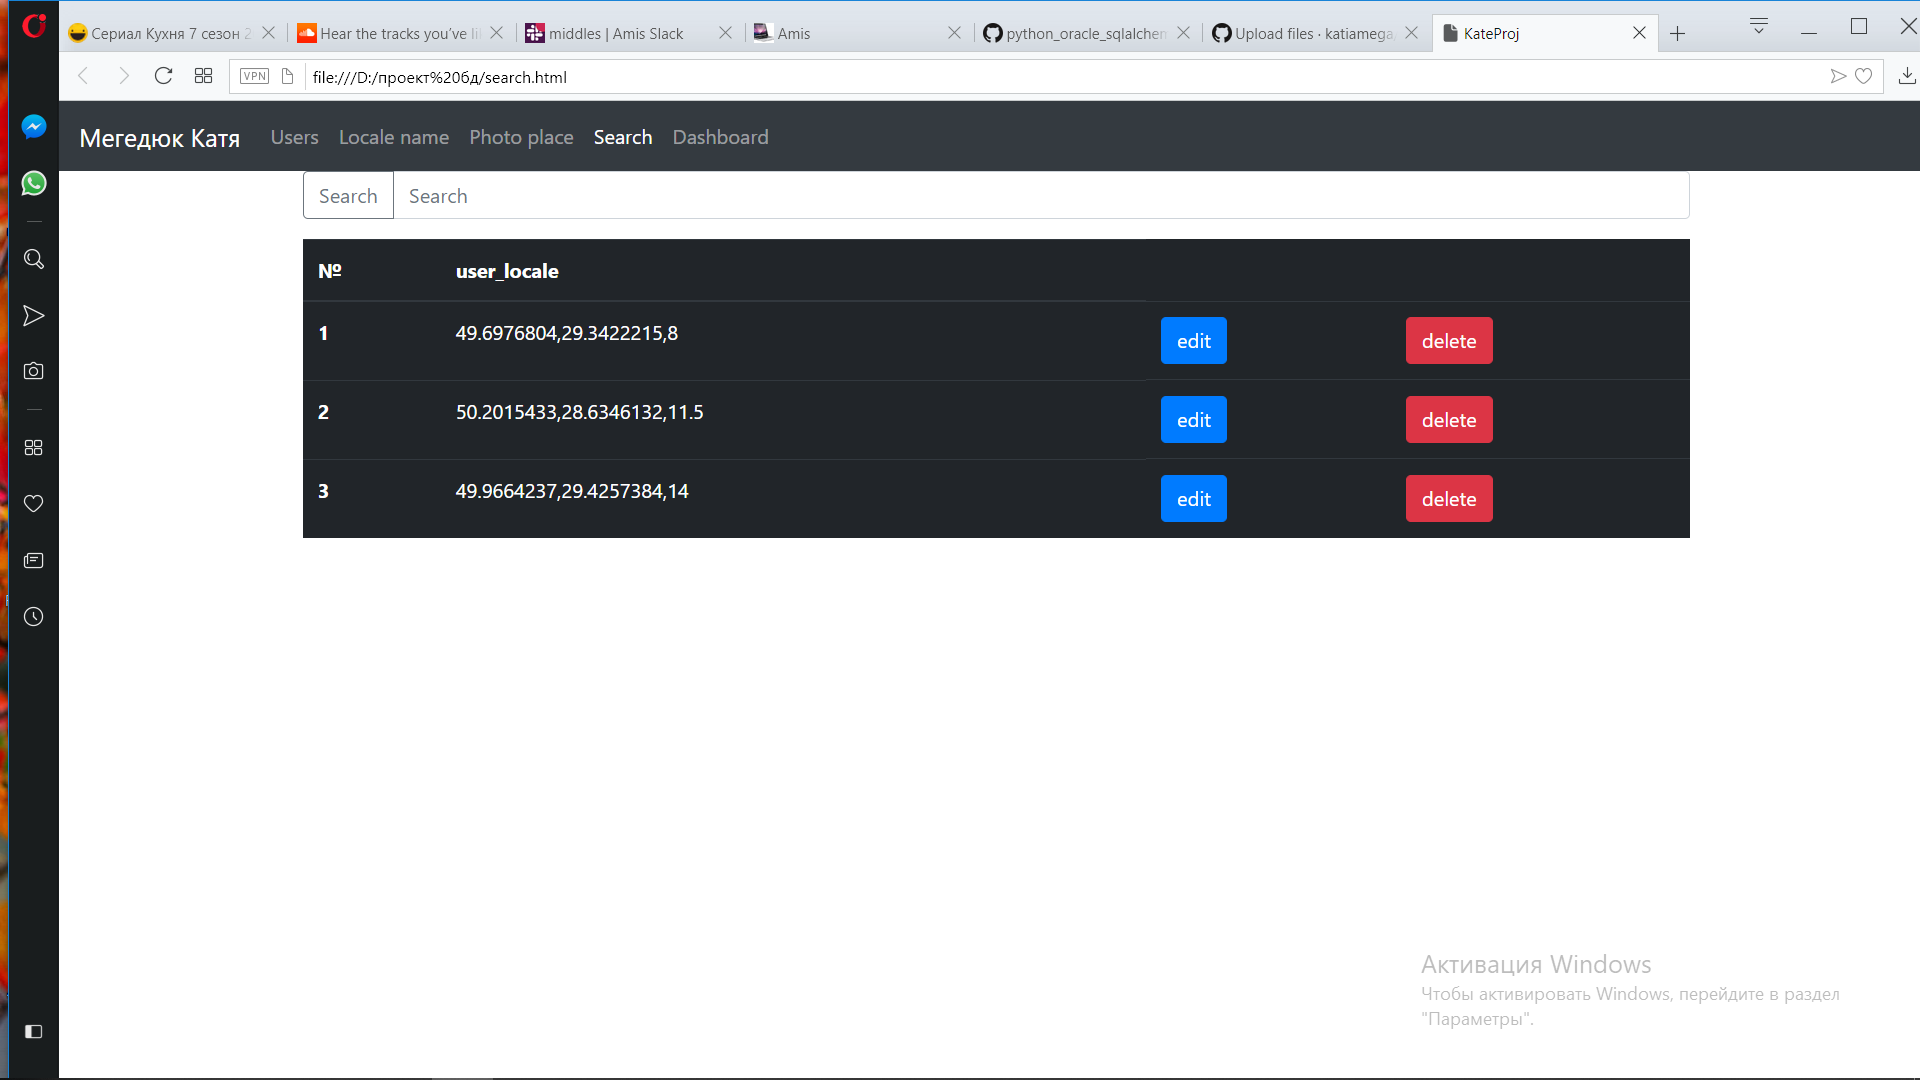 Сериал Кухня 7 сезон 2
Hear the tracks you've li
middles | Amis Slack
Amis
python_oracle_sqlalchem
Upload files · katiamega
KateProj
VPN
file:///D:/проект%20бд/search.html
Мегедюк Катя
Users
Locale name
Photo place
Search
Dashboard
Search
Search
№ user_locale
1 49.6976804,29.3422215,8 edit delete
2 50.2015433,28.6346132,11.5 edit delete
3 49.9664237,29.4257384,14 edit delete
Активация Windows
Чтобы активировать Windows, перейдите в раздел
"Параметры".